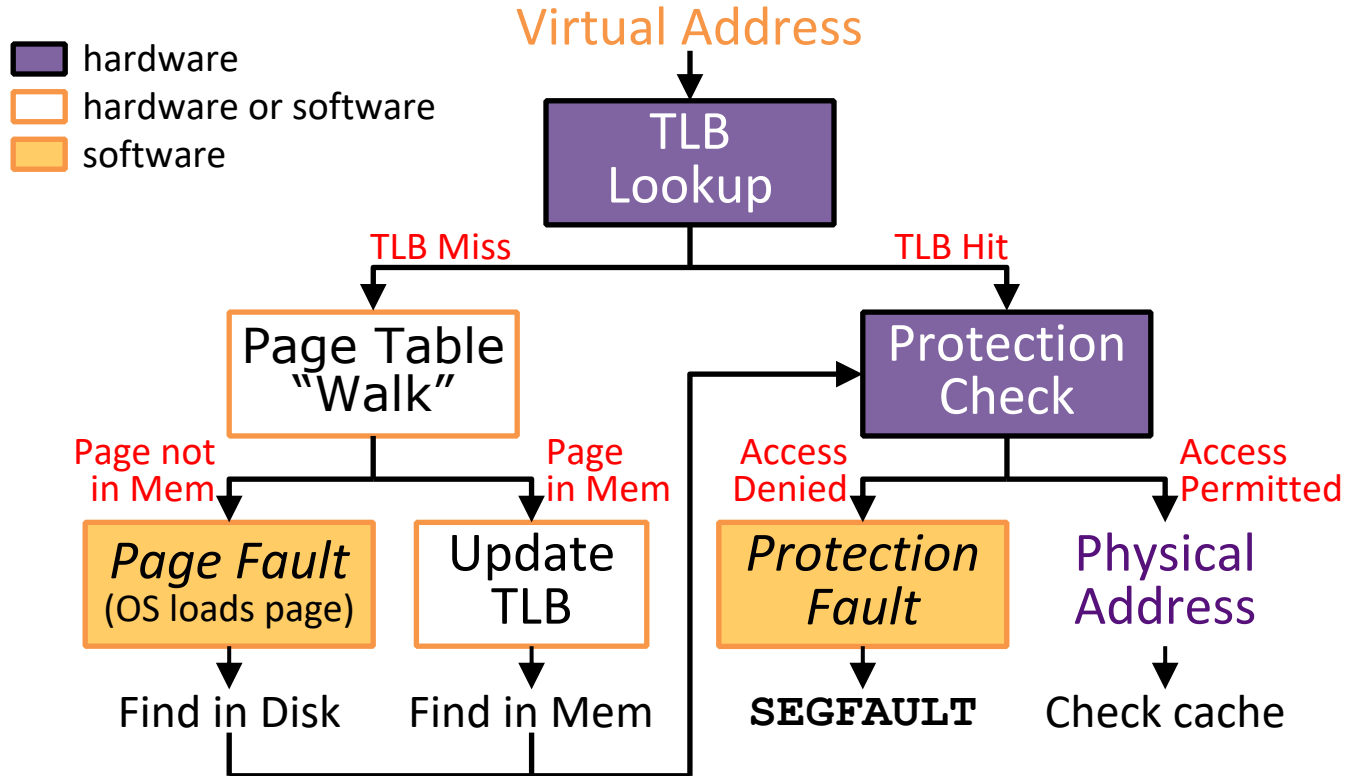 Virtual Address
hardware
hardware or software
software
TLB
Lookup
TLB Miss
TLB Hit
Page Table
“Walk”
Protection
Check
Page not
in Mem
Page
in Mem
Access
Denied
Access
Permitted
Page Fault
(OS loads page)
Update
TLB
Protection
Fault
Physical
Address
Find in Disk
Find in Mem
SEGFAULT
Check cache